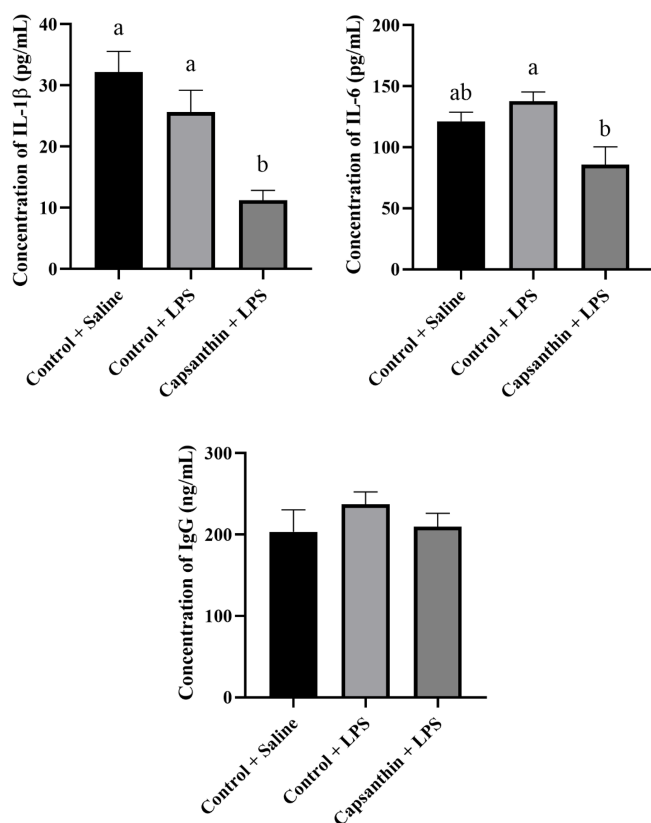 Concentration of IL-1β (pg/mL)
40
30
20
10
0
a
a
b
Control + Saline
Control + LPS
Capsanthin + LPS
Concentration of IL-6 (pg/mL)
200
150
100
50
0
ab
a
b
Control + Saline
Control + LPS
Capsanthin + LPS
Concentration of IgG (ng/mL)
300
200
100
0
Control + Saline
Control + LPS
Capsanthin + LPS